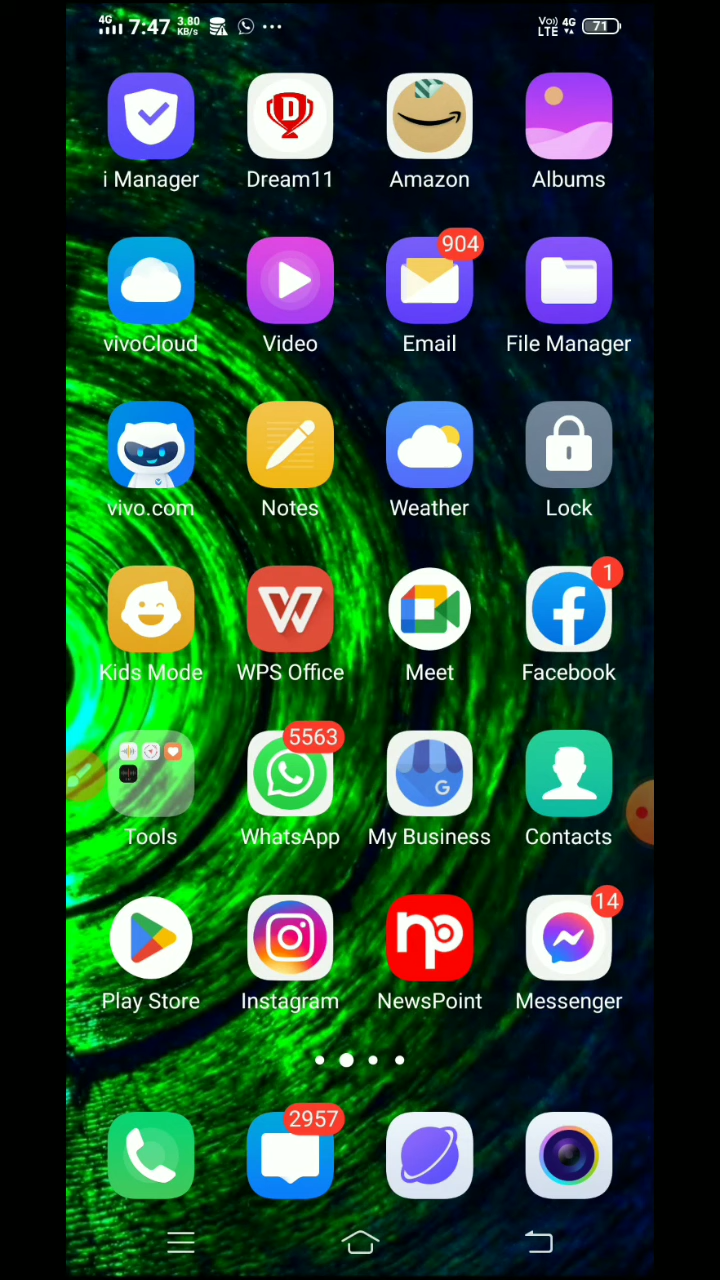 4G 7:47 3.80 KB/s ... Vo)) LTE 4G 71
i Manager Dream11 Amazon Albums
904
vivoCloud Video Email File Manager
vivo.com Notes Weather Lock
1
Kids Mode WPS Office Meet Facebook
5563
G
Tools WhatsApp My Business Contacts
14
np
Play Store Instagram NewsPoint Messenger
2957